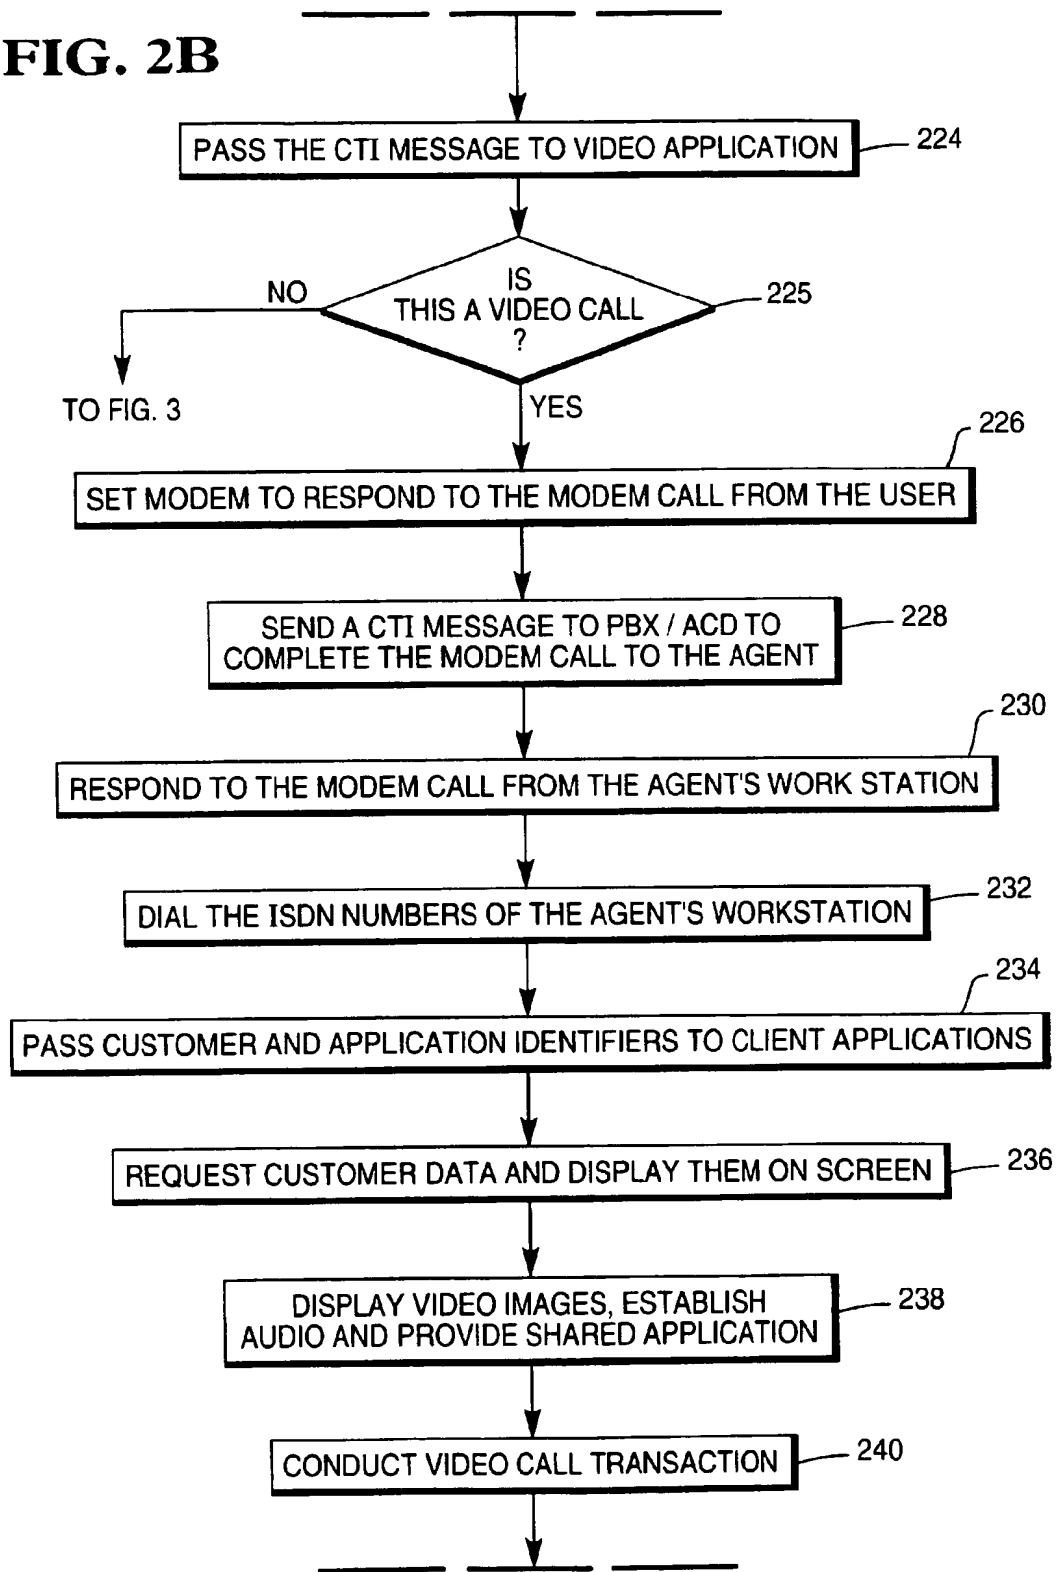 FIG. 2B
PASS THE CTI MESSAGE TO VIDEO APPLICATION
224
IS
THIS A VIDEO CALL
?
225
NO
TO FIG. 3
YES
226
SET MODEM TO RESPOND TO THE MODEM CALL FROM THE USER
SEND A CTI MESSAGE TO PBX / ACD TO
COMPLETE THE MODEM CALL TO THE AGENT
228
230
RESPOND TO THE MODEM CALL FROM THE AGENT'S WORK STATION
DIAL THE ISDN NUMBERS OF THE AGENT'S WORKSTATION
232
234
PASS CUSTOMER AND APPLICATION IDENTIFIERS TO CLIENT APPLICATIONS
REQUEST CUSTOMER DATA AND DISPLAY THEM ON SCREEN
236
DISPLAY VIDEO IMAGES, ESTABLISH
AUDIO AND PROVIDE SHARED APPLICATION
238
CONDUCT VIDEO CALL TRANSACTION
240